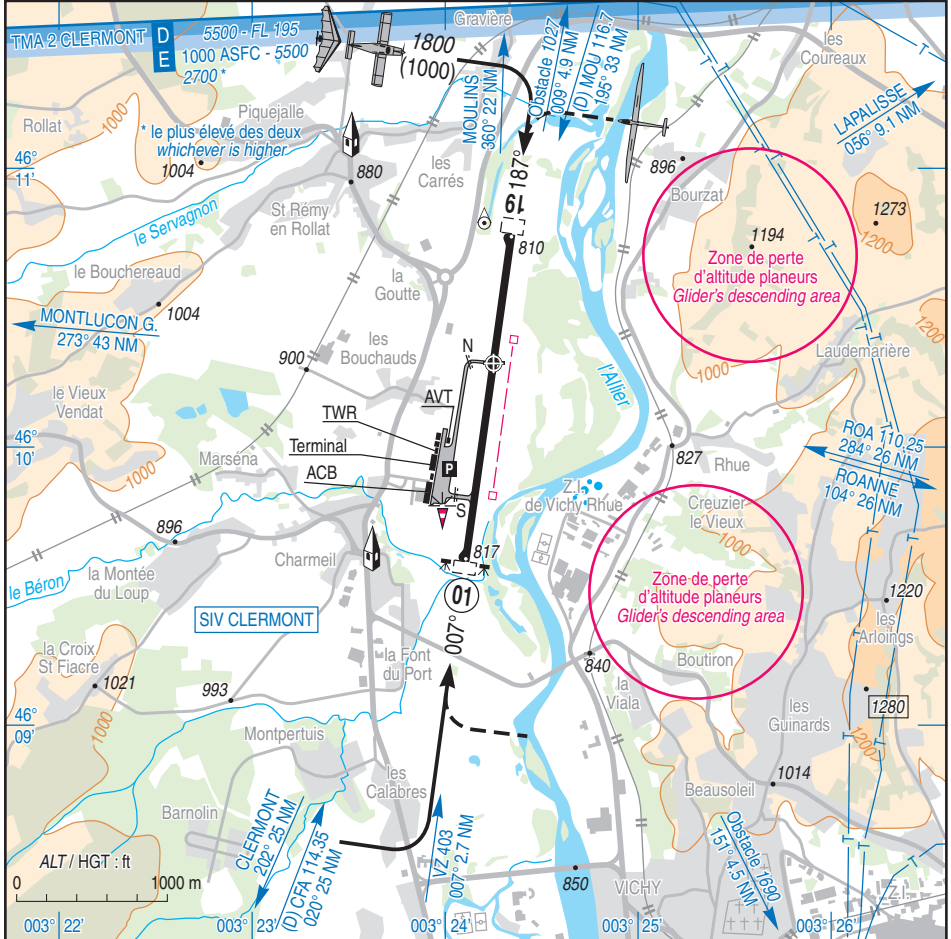 TMA 2 CLERMONT
D
E
5500 - FL 195
1000 ASFC - 5500
2700 *
* le plus élevé des deux
whichever is higher
1800
(1000)
Gravière
MOULINS
360° 22 NM
Obstacle 1027
009° 4.9 NM
(D) MOU 116.7
195° 33 NM
les
Coureaux
LAPALISSE
056° 9.1 NM
Rollat
1000
Piquejalle
1004
46°
11'
880
St Rémy
en Rollat
les
Carrés
187°
19
896
Bourzat
1273
1200
1194
Zone de perte
d'altitude planeurs
Glider's descending area
le Servagnon
le Bouchereaud
1004
810
la
Goutte
MONTLUCON G.
273° 43 NM
les
Bouchauds
900
N
1000
1200
Laudemarière
l'Allier
le Vieux
Vendat
AVT
TWR
Terminal
ACB
P
S
46°
10'
1000
Marséna
827
Rhue
ROA 110.25
284° 26 NM
ROANNE
104° 26 NM
Z.I.
de Vichy Rhue
Creuzier
le Vieux
1000
896
la Montée
du Loup
Charmeil
817
le Béron
01
007°
Zone de perte
d'altitude planeurs
Glider's descending area
1220
les
Arloings
SIV CLERMONT
la Croix
St Fiacre
1021
993
la Font
du Port
840
Boutiron
la
Viala
1280
46°
09'
1000
Montpertuis
les
Guinards
1200
les
Calabres
Beausoleil
1014
Barnolin
CLERMONT
202° 25 NM
(D) CFA 114.35
020° 25 NM
VZ 403
007° 2.7 NM
Obstacle 1690
151° 4.5 NM
850
VICHY
Z.I.
ALT / HGT : ft
0
1000 m
003° 22'
003° 23'
003° 24'
003° 25'
003° 26'